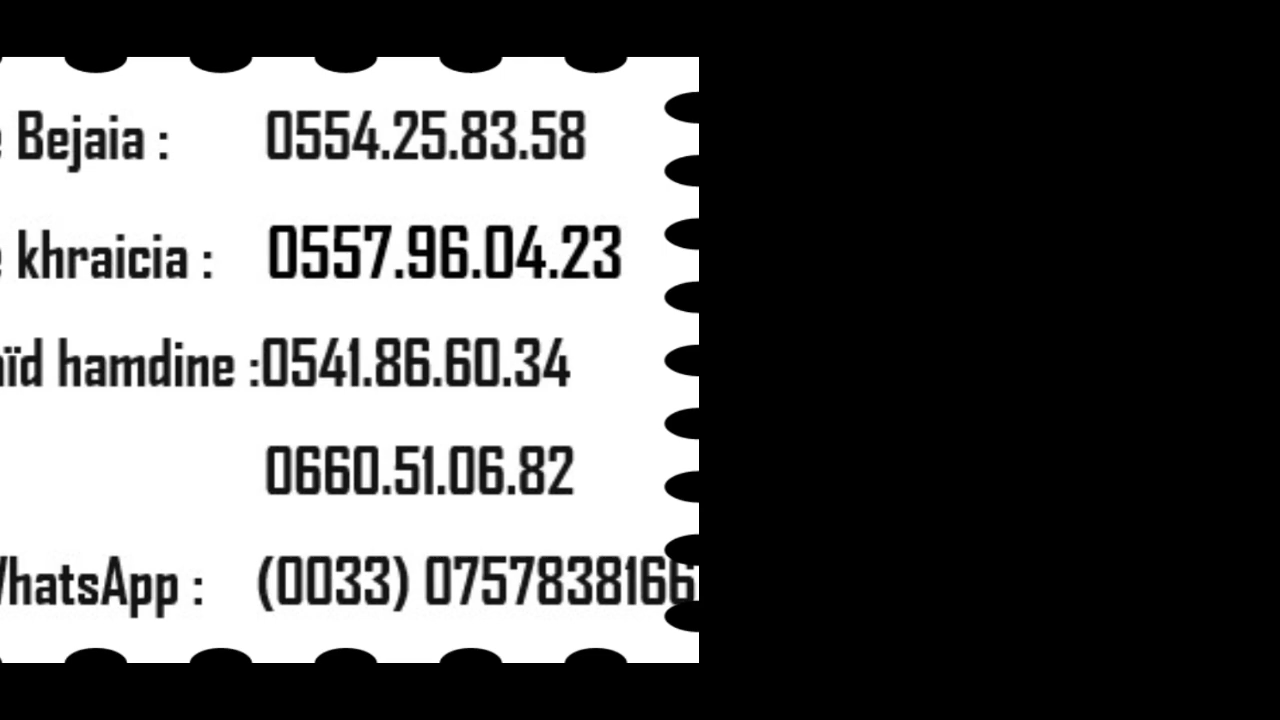 Bejaia : 0554.25.83.58
khraicia : 0557.96.04.23
hamdine :0541.86.60.34
0660.51.06.82
WhatsApp : (0033) 0757838166